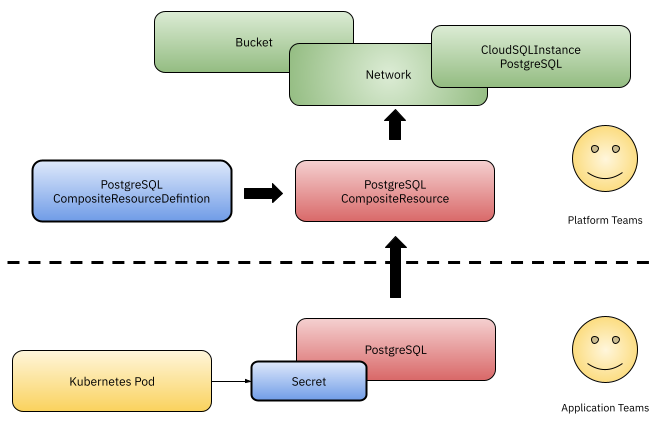 Bucket
CloudSQLInstance
PostgreSQL
Network
PostgreSQL
CompositeResourceDefintion
PostgreSQL
CompositeResource
Platform Teams
PostgreSQL
Kubernetes Pod
Secret
Application Teams